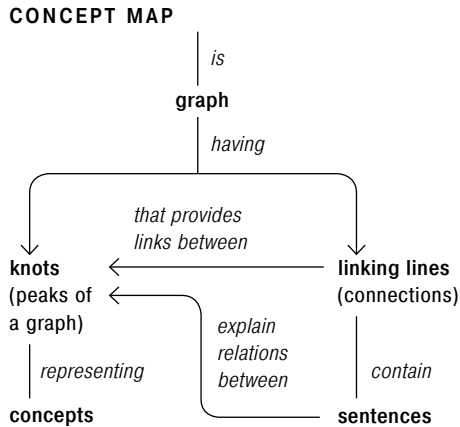 CONCEPT MAP
is
graph
having
that provides
links between
knots
(peaks of
a graph)
linking lines
(connections)
explain
relations
between
representing
contain
concepts
sentences